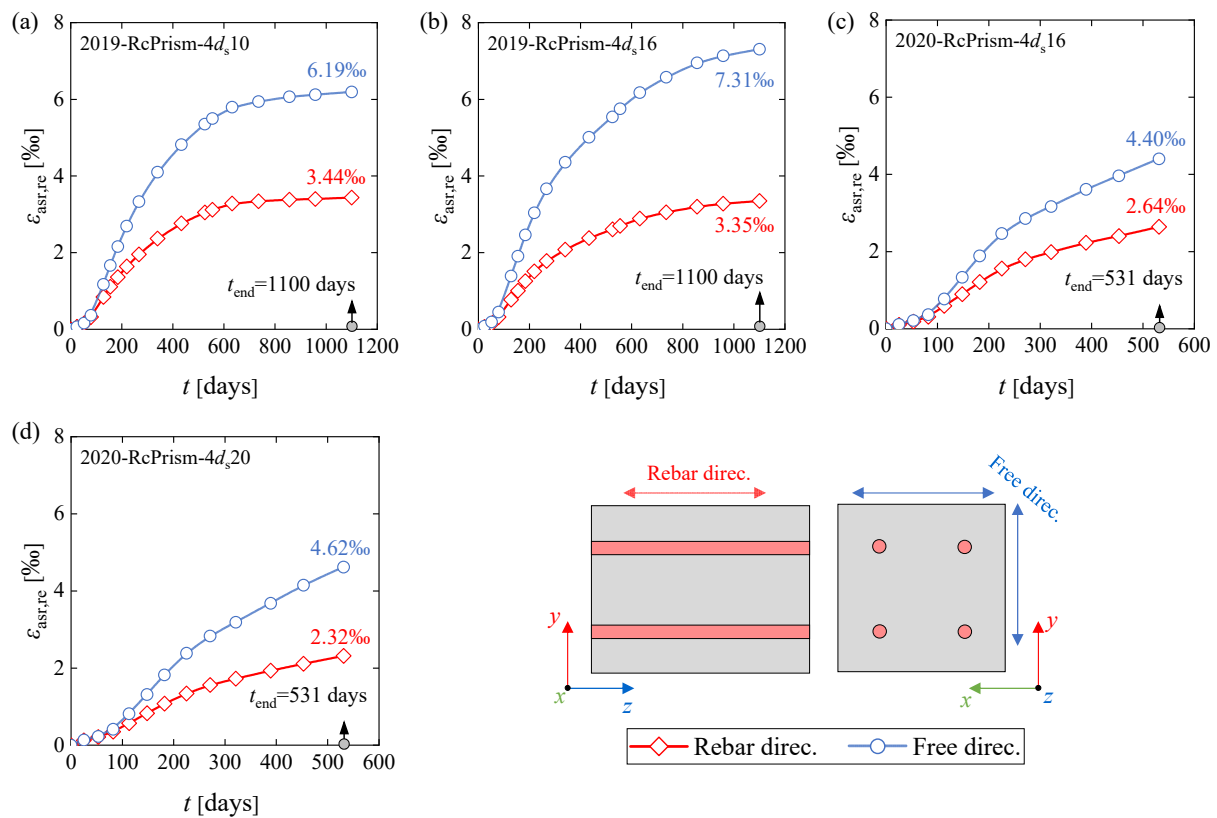 (a)
2019-RcPrism-4ds10
6.19‰
3.44‰
tend=1100 days
εasr,re [‰]
0
2
4
6
8
0 200 400 600 800 1000 1200
t [days]
(b)
2019-RcPrism-4ds16
7.31‰
3.35‰
tend=1100 days
εasr,re [‰]
0
2
4
6
8
0 200 400 600 800 1000 1200
t [days]
(c)
2020-RcPrism-4ds16
4.40‰
2.64‰
tend=531 days
εasr,re [‰]
0
2
4
6
8
0 100 200 300 400 500 600
t [days]
(d)
2020-RcPrism-4ds20
4.62‰
2.32‰
tend=531 days
εasr,re [‰]
0
2
4
6
8
0 100 200 300 400 500 600
t [days]
Rebar direc.
Free direc.
y
x
z
y
x
z
Rebar direc. Free direc.